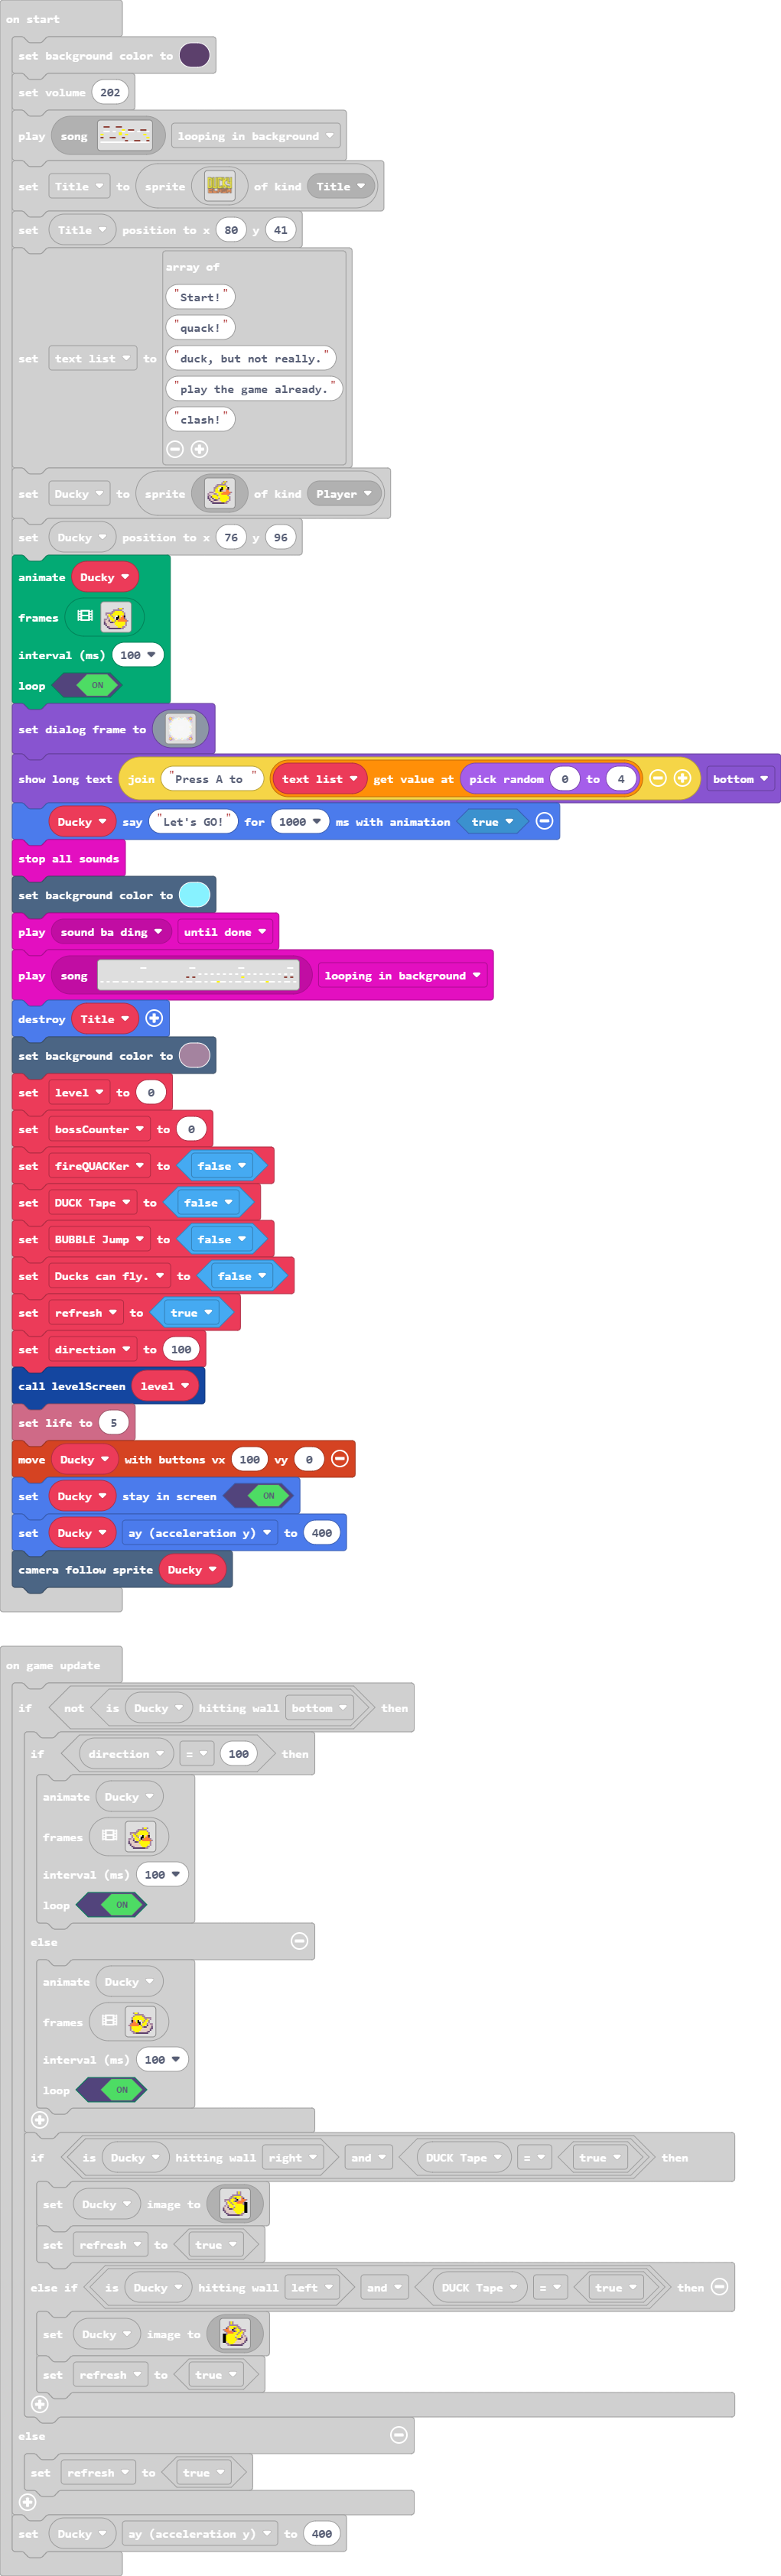 on start
set background color to
set volume 202
play song looping in background
set Title to sprite of kind Title
set Title position to x 80 y 41
set text list to array of
"Start!"
"quack!"
"duck, but not really."
"play the game already."
"clash!"
set Ducky to sprite of kind Player
set Ducky position to x 76 y 96
animate Ducky
frames
interval (ms) 100
loop ON
set dialog frame to
show long text join "Press A to " text list get value at pick random 0 to 4 bottom
Ducky say "Let's GO!" for 1000 ms with animation true
stop all sounds
set background color to
play sound ba ding until done
play song looping in background
destroy Title
set background color to
set level to 0
set bossCounter to 0
set fireQUACKer to false
set DUCK Tape to false
set BUBBLE Jump to false
set Ducks can fly. to false
set refresh to true
set direction to 100
call levelScreen level
set life to 5
move Ducky with buttons vx 100 vy 0
set Ducky stay in screen ON
set Ducky ay (acceleration y) to 400
camera follow sprite Ducky
on game update
if not is Ducky hitting wall bottom then
if direction = 100 then
animate Ducky
frames
interval (ms) 100
loop ON
else
animate Ducky
frames
interval (ms) 100
loop ON
if is Ducky hitting wall right and DUCK Tape = true then
set Ducky image to
set refresh to true
else if is Ducky hitting wall left and DUCK Tape = true then
set Ducky image to
set refresh to true
else
set refresh to true
set Ducky ay (acceleration y) to 400